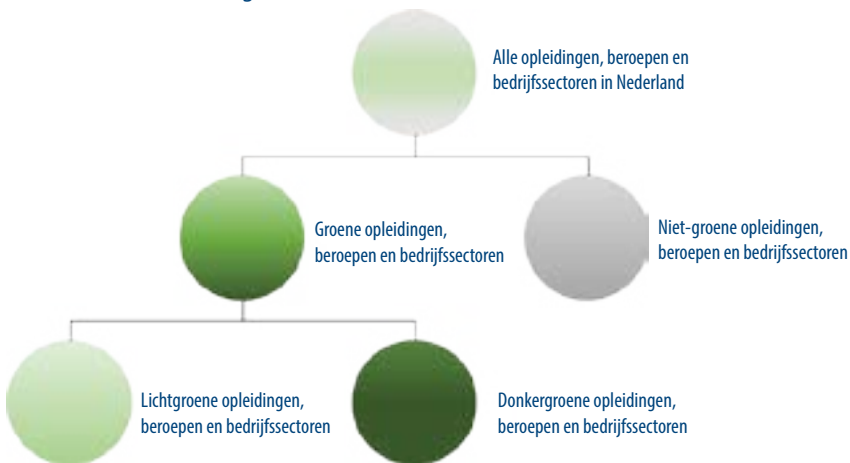 Alle opleidingen, beroepen en
bedrijfssectoren in Nederland
Groene opleidingen,
beroepen en bedrijfssectoren
Niet-groene opleidingen,
beroepen en bedrijfssectoren
Lichtgroene opleidingen,
beroepen en bedrijfssectoren
Donkergroene opleidingen,
beroepen en bedrijfssectoren